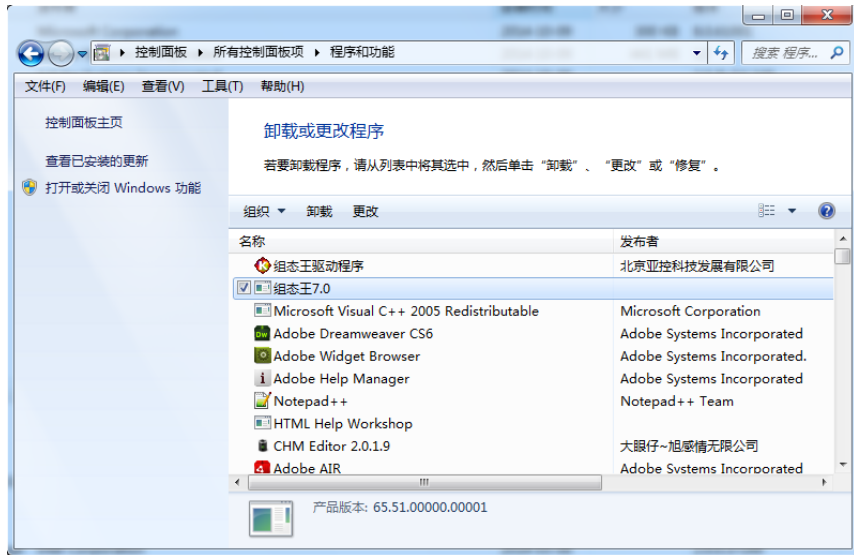 控制面板 ▸ 所有控制面板项 ▸ 程序和功能
搜索 程序...
文件(F) 编辑(E) 查看(V) 工具(T) 帮助(H)
控制面板主页
查看已安装的更新
打开或关闭 Windows 功能
卸载或更改程序
若要卸载程序，请从列表中将其选中，然后单击“卸载”、“更改”或“修复”。
组织 卸载 更改
名称 发布者
组态王驱动程序 北京亚控科技发展有限公司
组态王7.0
Microsoft Visual C++ 2005 Redistributable Microsoft Corporation
Adobe Dreamweaver CS6 Adobe Systems Incorporated
Adobe Widget Browser Adobe Systems Incorporated.
Adobe Help Manager Adobe Systems Incorporated
Notepad++ Notepad++ Team
HTML Help Workshop
CHM Editor 2.0.1.9 大眼仔~旭感情无限公司
Adobe AIR Adobe Systems Incorporated
产品版本: 65.51.00000.00001